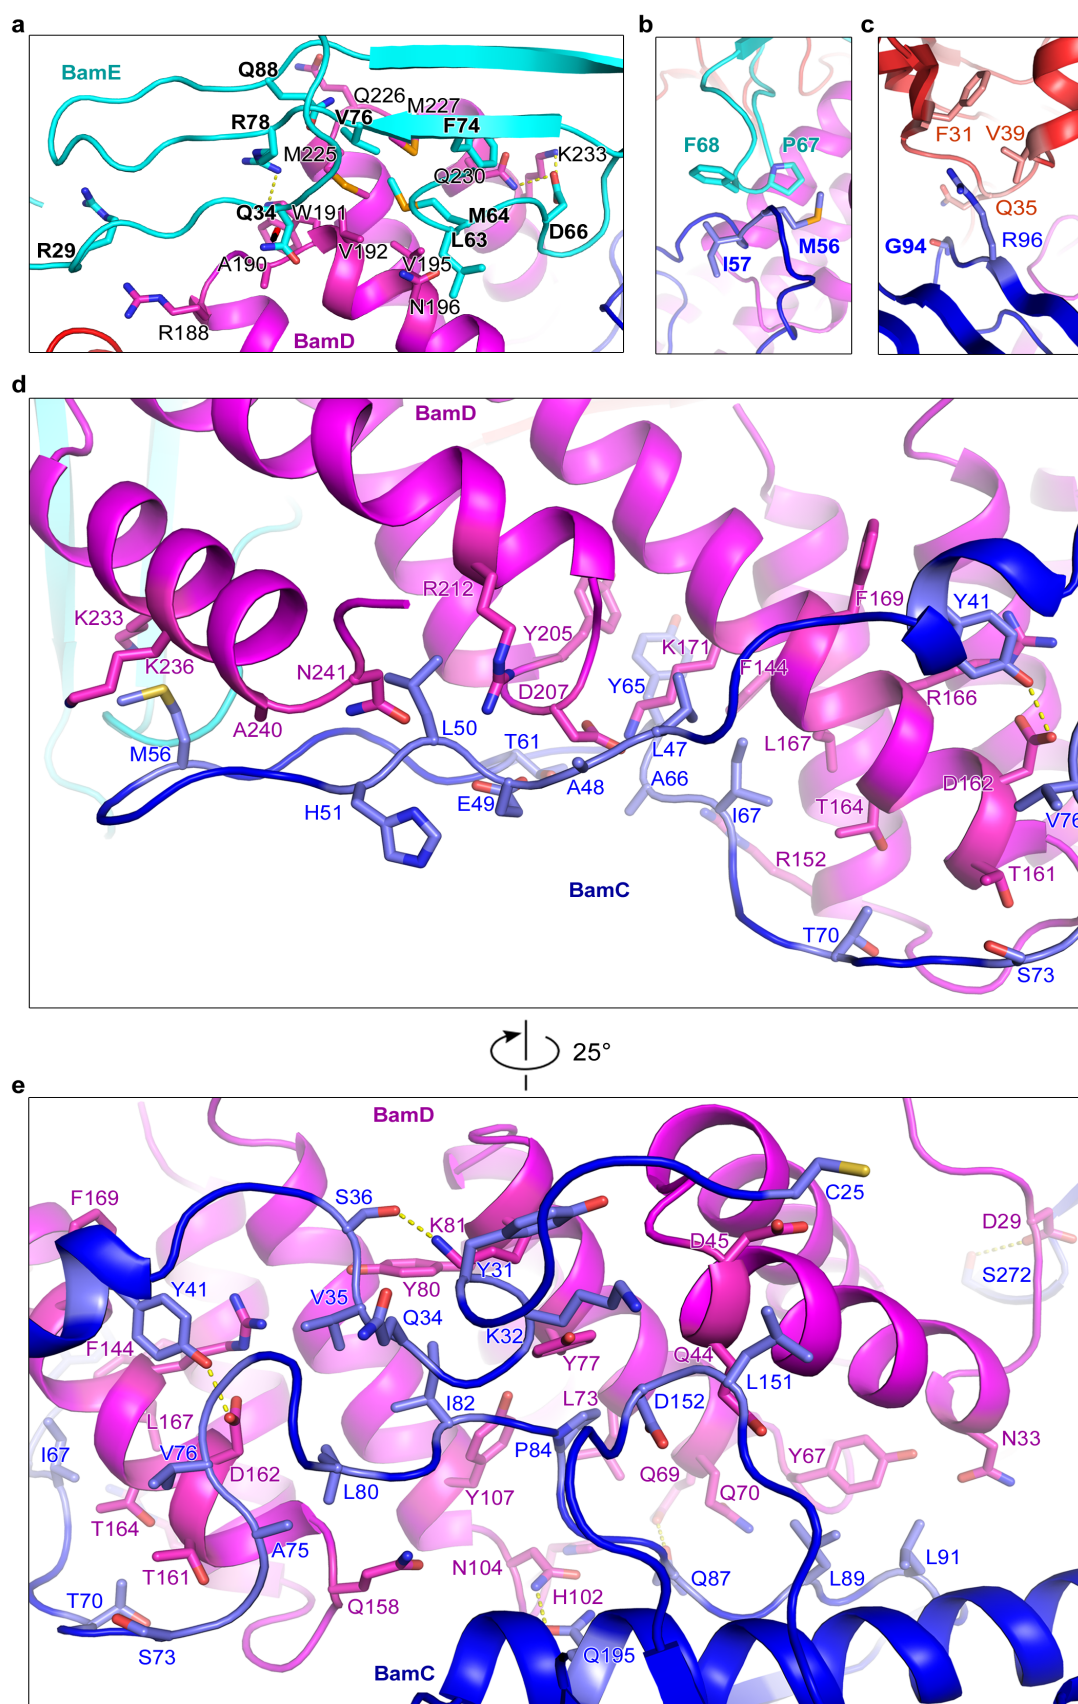 a
BamE
Q88
Q226
M227
R78
V76
F74
M225
K233
Q230
Q34
W191
M64
R29
V192
L63
D66
A190
V195
N196
R188
BamD
b
F68
P67
I57
M56
c
F31
V39
Q35
G94
R96
d
BamD
R212
F169
Y41
K233
Y205
K171
K236
N241
F144
R166
Y65
D207
A240
L50
M56
T61
L47
L167
A66
D162
H51
E49
A48
I67
T164
V76
R152
T161
BamC
T70
S73
25°
e
BamD
F169
S36
C25
K81
D45
D29
Y41
Y80
Y31
S272
V35
Q34
K32
F144
Y77
Q44
L151
L73
D152
L167
I82
I67
V76
P84
Y67
N33
D162
Q69
Q70
L80
Y107
T164
A75
N104
L91
T161
H102
Q87
L89
T70
Q158
S73
Q195
BamC